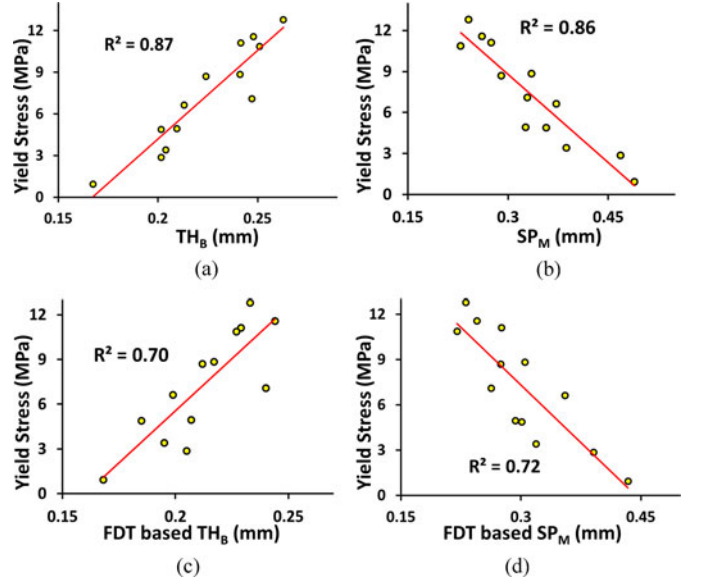 Yield Stress (MPa)
12
9
6
3
0
R² = 0.87
0.15
0.2
0.25
TH_B (mm)
(a)
Yield Stress (MPa)
12
9
6
3
0
R² = 0.86
0.15
0.3
0.45
SP_M (mm)
(b)
Yield Stress (MPa)
12
9
6
3
0
R² = 0.70
0.15
0.2
0.25
FDT based TH_B (mm)
(c)
Yield Stress (MPa)
12
9
6
3
0
R² = 0.72
0.15
0.3
0.45
FDT based SP_M (mm)
(d)